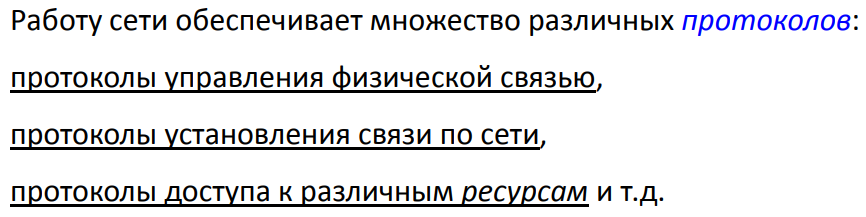 Работу сети обеспечивает множество различных протоколов:
протоколы управления физической связью,
протоколы установления связи по сети,
протоколы доступа к различным ресурсам и т.д.